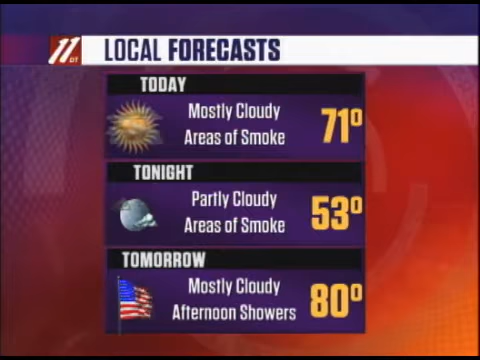 11 DT
LOCAL FORECASTS
TODAY
Mostly Cloudy
Areas of Smoke
71°
TONIGHT
Partly Cloudy
Areas of Smoke
53°
TOMORROW
Mostly Cloudy
Afternoon Showers
80°